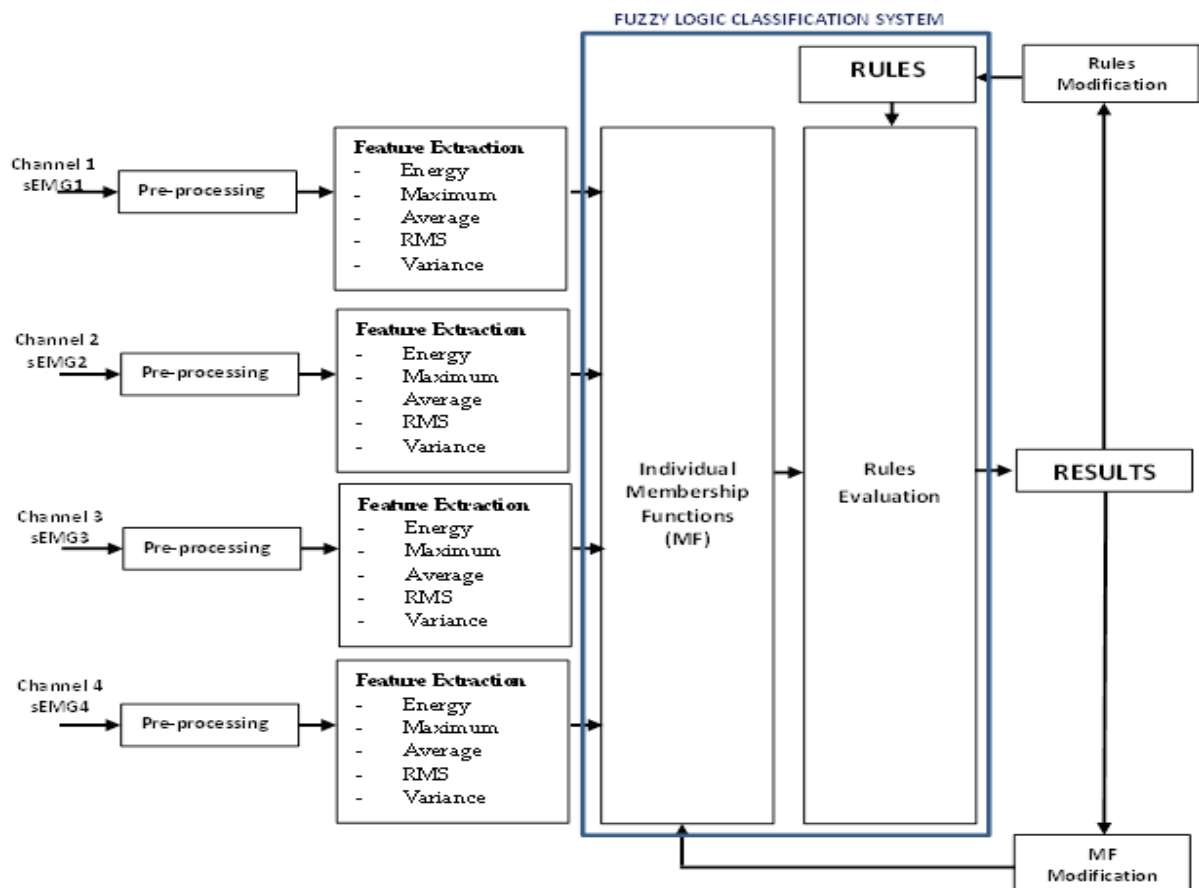 FUZZY LOGIC CLASSIFICATION SYSTEM
RULES
Rules
Modification
Channel 1
sEMG1
Pre-processing
Feature Extraction
- Energy
- Maximum
- Average
- RMS
- Variance
Channel 2
sEMG2
Pre-processing
Feature Extraction
- Energy
- Maximum
- Average
- RMS
- Variance
Channel 3
sEMG3
Pre-processing
Feature Extraction
- Energy
- Maximum
- Average
- RMS
- Variance
Channel 4
sEMG4
Pre-processing
Feature Extraction
- Energy
- Maximum
- Average
- RMS
- Variance
Individual
Membership
Functions
(MF)
Rules
Evaluation
RESULTS
MF
Modification